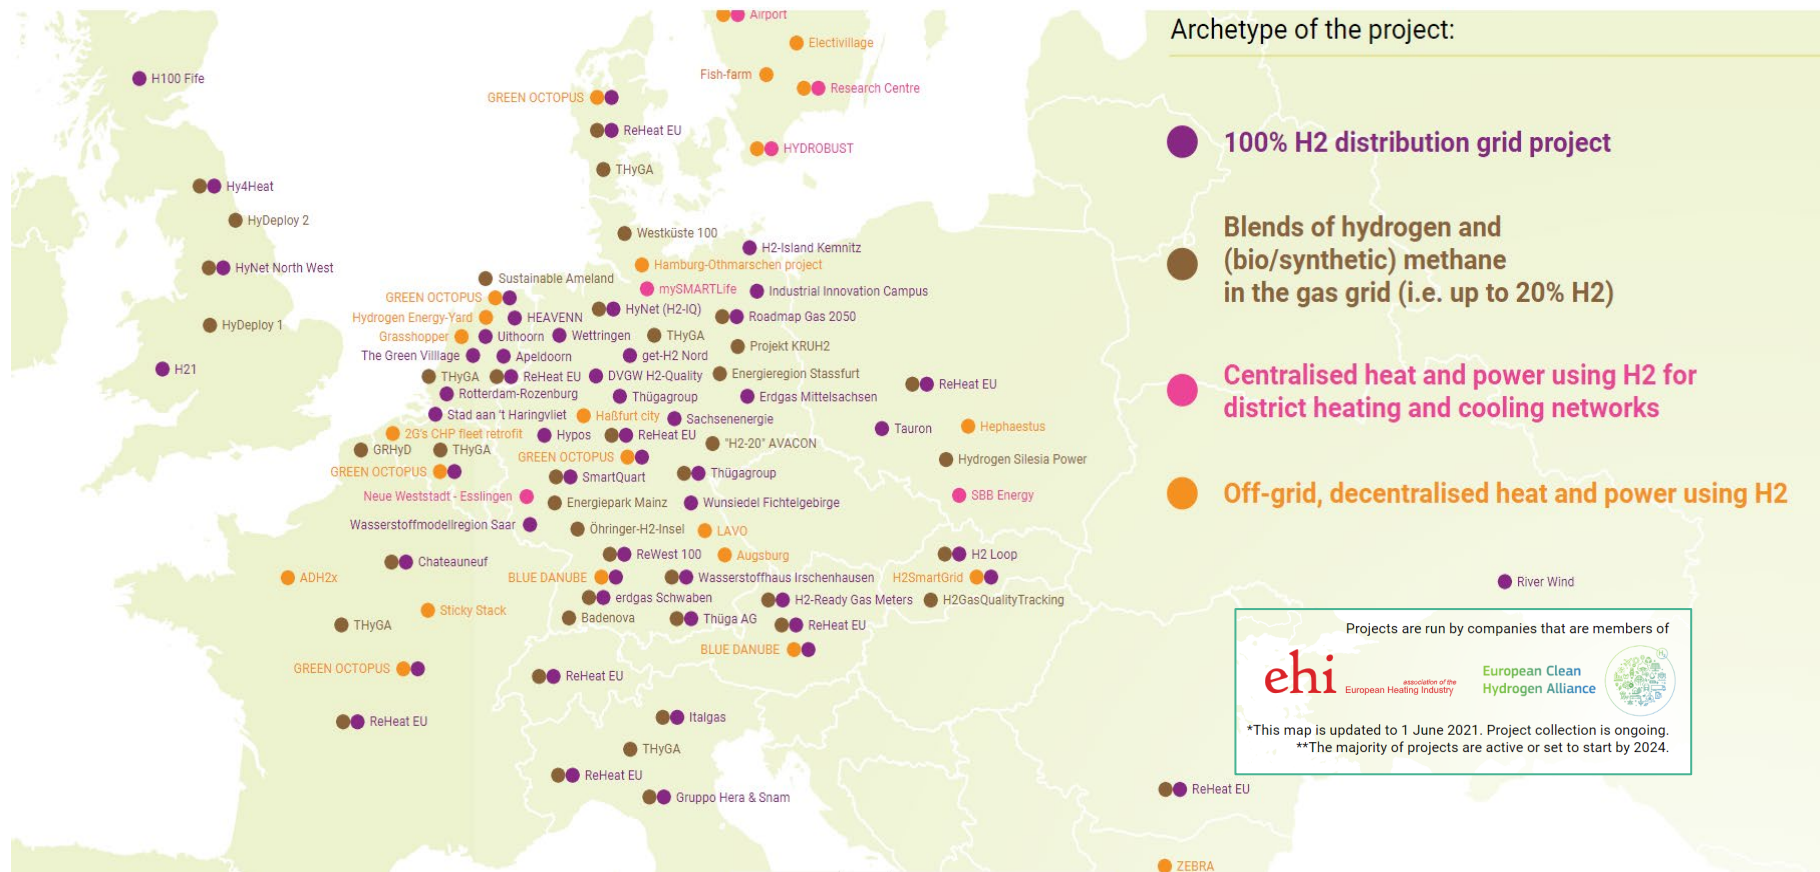 Airport
Electivillage
Fish-farm
Research Centre
GREEN OCTOPUS
ReHeat EU
HYDROBUST
THyGA
H100 Fife
Hy4Heat
HyDeploy 2
HyNet North West
HyDeploy 1
H21
Westküste 100
H2-Island Kemnitz
Hamburg-Othmarschen project
Sustainable Ameland
mySMARTLife
Industrial Innovation Campus
GREEN OCTOPUS
HyNet (H2-IQ)
Hydrogen Energy-Yard
HEAVENN
Roadmap Gas 2050
Grasshopper
Uithoorn
Wettringen
THyGA
Projekt KRUH2
The Green Villlage
Apeldoorn
get-H2 Nord
Energieregion Stassfurt
THyGA
ReHeat EU
DVGW H2-Quality
ReHeat EU
Rotterdam-Rozenburg
Thügagroup
Erdgas Mittelsachsen
Stad aan 't Haringvliet
Haßfurt city
Sachsenenergie
Tauron
Hephaestus
2G's CHP fleet retrofit
Hypos
ReHeat EU
"H2-20" AVACON
GRHyD
THyGA
GREEN OCTOPUS
Hydrogen Silesia Power
GREEN OCTOPUS
SmartQuart
Thügagroup
Neue Weststadt - Esslingen
Energiepark Mainz
Wunsiedel Fichtelgebirge
SBB Energy
Wasserstoffmodellregion Saar
Öhringer-H2-Insel
LAVO
Chateauneuf
ReWest 100
Augsburg
H2 Loop
ADH2x
BLUE DANUBE
Wasserstoffhaus Irschenhausen
H2SmartGrid
erdgas Schwaben
H2-Ready Gas Meters
H2GasQualityTracking
Sticky Stack
Badenova
Thüga AG
ReHeat EU
THyGA
BLUE DANUBE
GREEN OCTOPUS
ReHeat EU
ReHeat EU
Italgas
THyGA
ReHeat EU
Gruppo Hera & Snam
ReHeat EU
ZEBRA
River Wind
Archetype of the project:
100% H2 distribution grid project
Blends of hydrogen and
(bio/synthetic) methane
in the gas grid (i.e. up to 20% H2)
Centralised heat and power using H2 for
district heating and cooling networks
Off-grid, decentralised heat and power using H2
Projects are run by companies that are members of
ehi
association of the
European Heating Industry
European Clean
Hydrogen Alliance
H2
*This map is updated to 1 June 2021. Project collection is ongoing.
**The majority of projects are active or set to start by 2024.